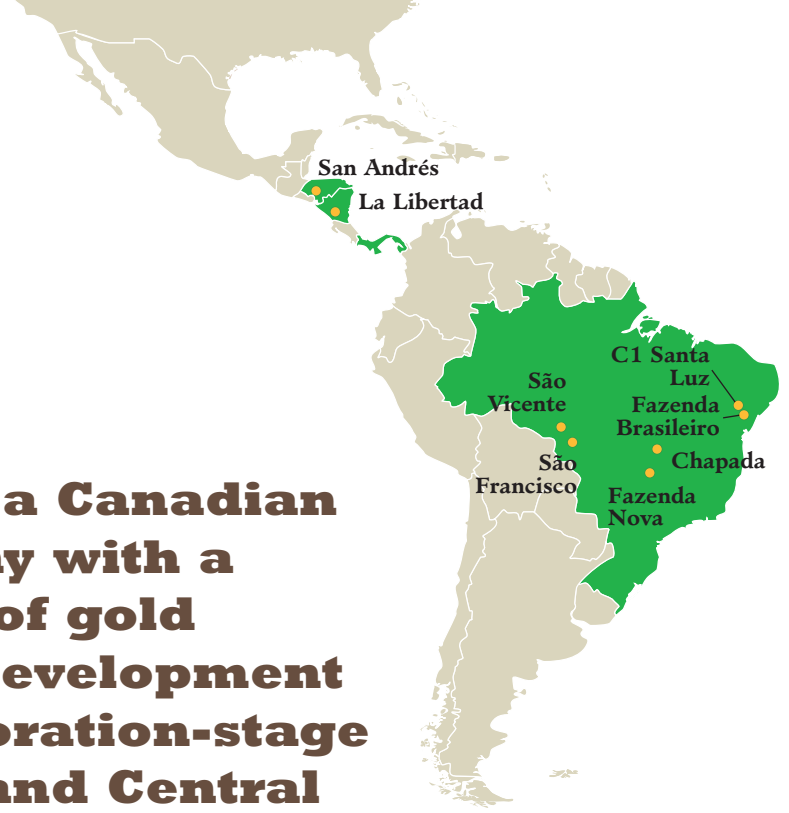 San Andrés
La Libertad
C1 Santa
Luz
São
Vicente
Fazenda
Brasileiro
São
Francisco
Chapada
Fazenda
Nova
a Canadian
y with a
of gold
evelopment
oration-stage
and Central